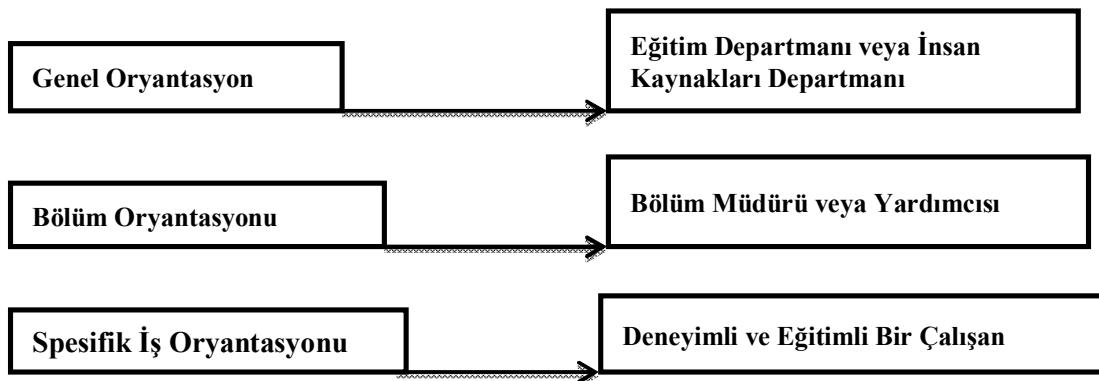 Genel Oryantasyon
Eğitim Departmanı veya İnsan
Kaynakları Departmanı
Bölüm Oryantasyonu
Bölüm Müdürü veya Yardımcısı
Spesifik İş Oryantasyonu
Deneyimli ve Eğitimli Bir Çalışan